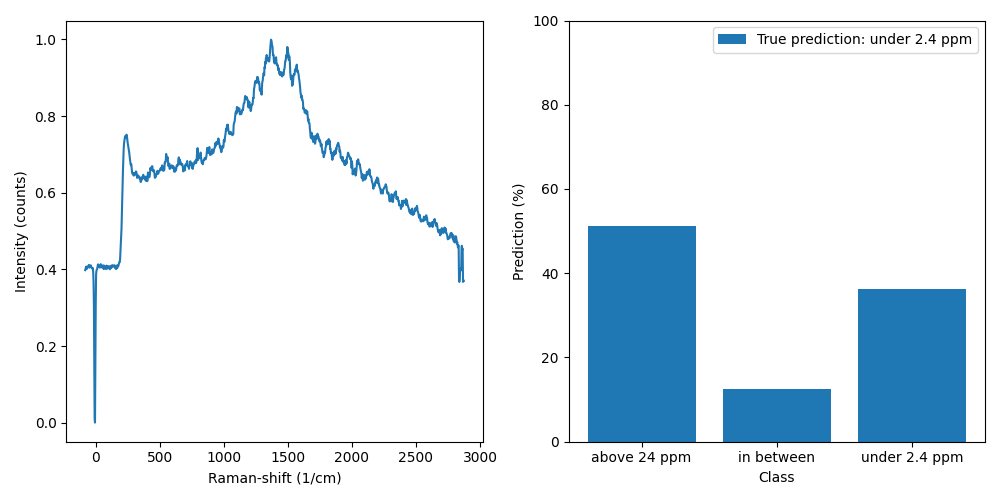 1.0
0.8
0.6
0.4
0.2
0.0
Intensity (counts)
0 500 1000 1500 2000 2500 3000
Raman-shift (1/cm)
100
80
60
40
20
0
Prediction (%)
True prediction: under 2.4 ppm
above 24 ppm in between under 2.4 ppm
Class